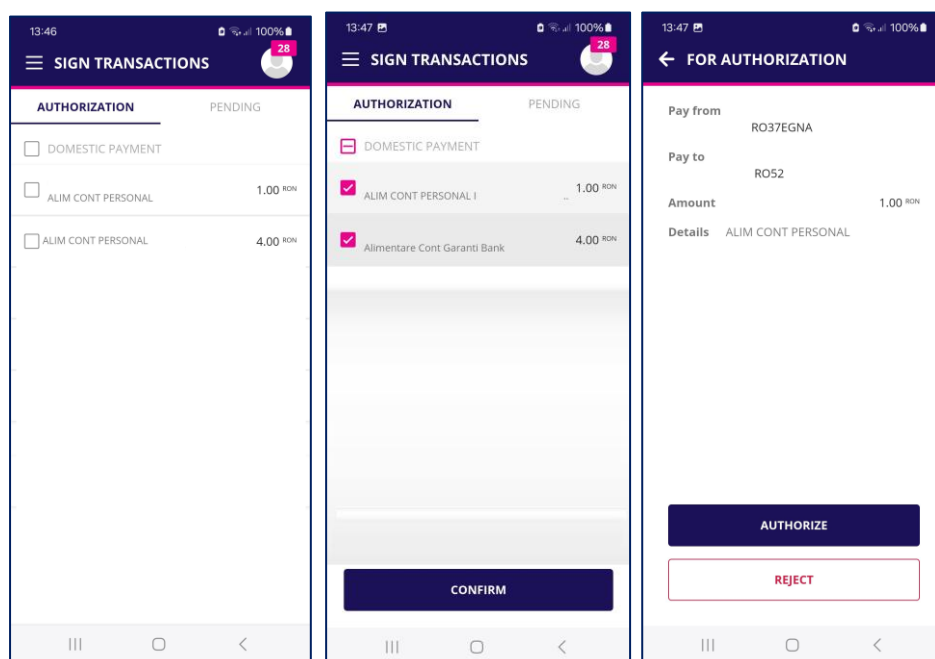 13:46 100%
28
SIGN TRANSACTIONS
AUTHORIZATION PENDING
DOMESTIC PAYMENT
1.00 RON
ALIM CONT PERSONAL
ALIM CONT PERSONAL 4.00 RON
13:47 100%
28
SIGN TRANSACTIONS
AUTHORIZATION PENDING
DOMESTIC PAYMENT
1.00 RON
ALIM CONT PERSONAL I
4.00 RON
Alimentare Cont Garanti Bank
CONFIRM
13:47 100%
FOR AUTHORIZATION
Pay from
RO37EGNA
Pay to
RO52
Amount 1.00 RON
Details ALIM CONT PERSONAL
AUTHORIZE
REJECT